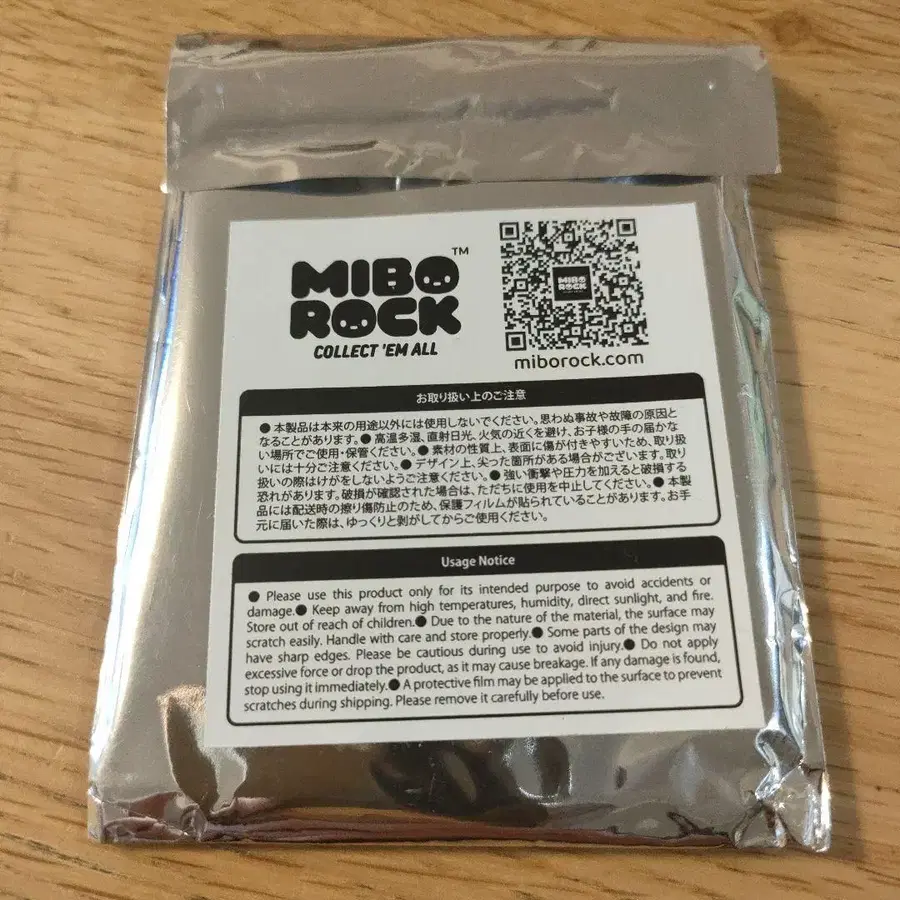 MIBO™
ROCK
COLLECT 'EM ALL
MIBO
ROCK
miborock.com
お取り扱い上のご注意
● 本製品は本来の用途以外には使用しないでください。思わぬ事故や故障の原因と
なることがあります。● 高温多湿、直射日光、火気の近くを避け、お子様の手の届かな
い場所でご使用・保管ください。● 素材の性質上、表面に傷が付きやすいため、取り扱
いには十分ご注意ください。● デザイン上、尖った箇所がある場合がございます。取り
扱いの際はけがをしないようご注意ください。● 強い衝撃や圧力を加えると破損する
恐れがあります。破損が確認された場合は、ただちに使用を中止してください。● 本製
品には配送時の擦り傷防止のため、保護フィルムが貼られていることがあります。お手
元に届いた際は、ゆっくりと剥がしてからご使用ください。
Usage Notice
● Please use this product only for its intended purpose to avoid accidents or
damage.● Keep away from high temperatures, humidity, direct sunlight, and fire.
Store out of reach of children.● Due to the nature of the material, the surface may
scratch easily. Handle with care and store properly.● Some parts of the design may
have sharp edges. Please be cautious during use to avoid injury.● Do not apply
excessive force or drop the product, as it may cause breakage. If any damage is found,
stop using it immediately.● A protective film may be applied to the surface to prevent
scratches during shipping. Please remove it carefully before use.